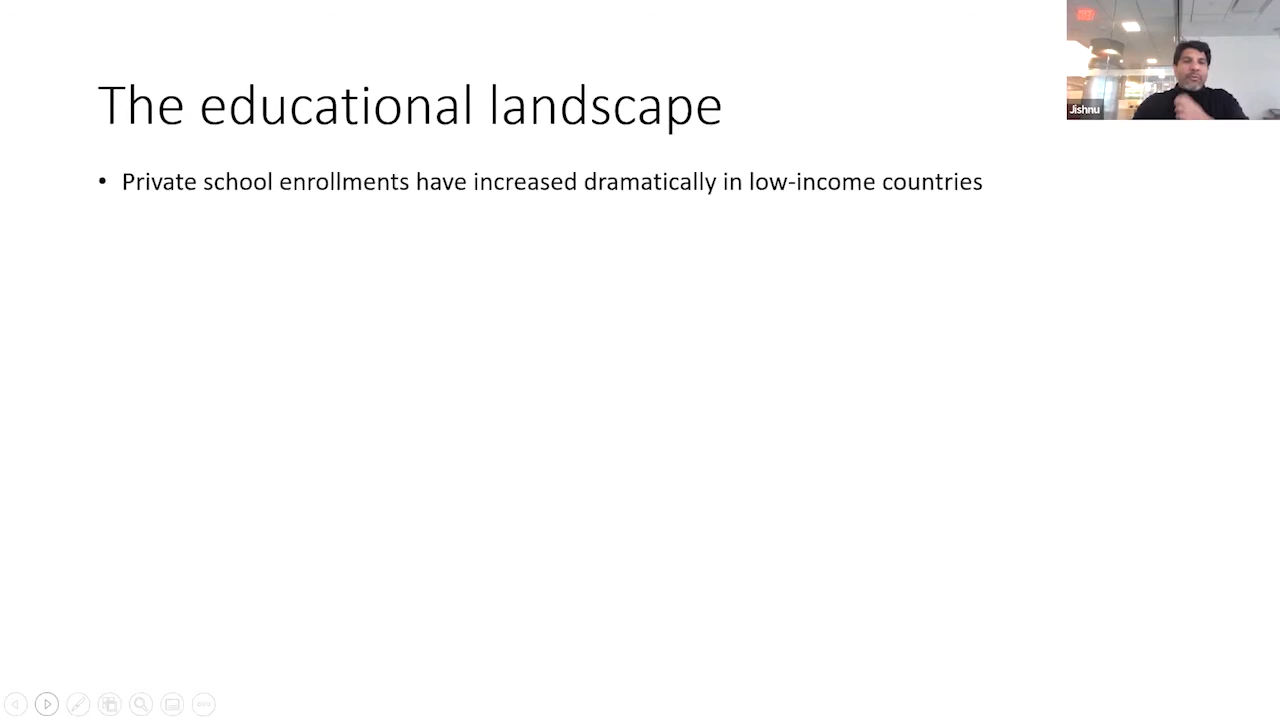 The educational landscape
• Private school enrollments have increased dramatically in low-income countries
Jishnu